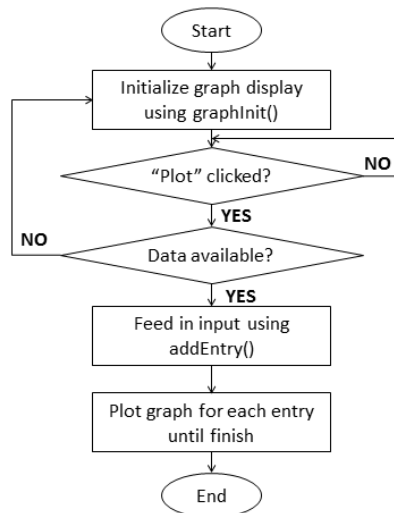 Start
Initialize graph display
using graphInit()
“Plot” clicked?
NO
YES
NO
Data available?
YES
Feed in input using
addEntry()
Plot graph for each entry
until finish
End